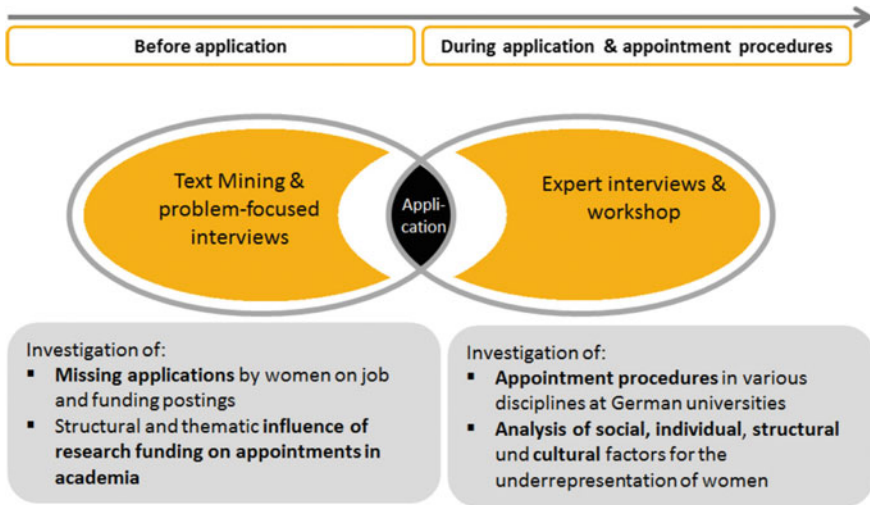 Before application
During application & appointment procedures
Text Mining &
problem-focused
interviews
Appli-
cation
Expert interviews &
workshop
Investigation of:
▪ Missing applications by women on job
and funding postings
▪ Structural and thematic influence of
research funding on appointments in
academia
Investigation of:
▪ Appointment procedures in various
disciplines at German universities
▪ Analysis of social, individual, structural
und cultural factors for the
underrepresentation of women